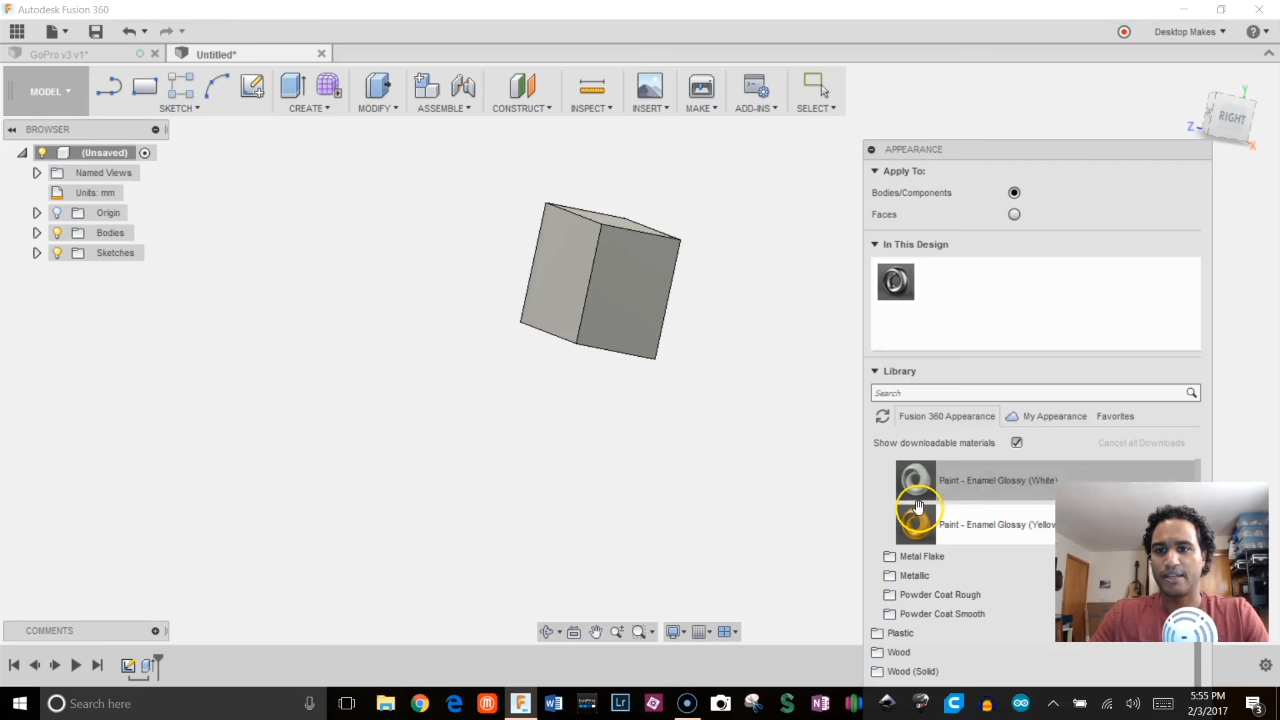 Autodesk Fusion 360
Desktop Makes
GoPro v3 v1*
Untitled*
MODEL
SKETCH
CREATE
MODIFY
ASSEMBLE
CONSTRUCT
INSPECT
INSERT
MAKE
ADD-INS
SELECT
Y
RIGHT
Z
X
BROWSER
(Unsaved)
Named Views
Units: mm
Origin
Bodies
Sketches
APPEARANCE
Apply To:
Bodies/Components
Faces
In This Design
Library
Search
Fusion 360 Appearance My Appearance Favorites
Show downloadable materials Cancel all Downloads
Paint - Enamel Glossy (White)
Paint - Enamel Glossy (Yellow
Metal Flake
Metallic
Powder Coat Rough
Powder Coat Smooth
Plastic
Wood
Wood (Solid)
COMMENTS
Search here
Lr
5:55 PM
2/3/2017
3